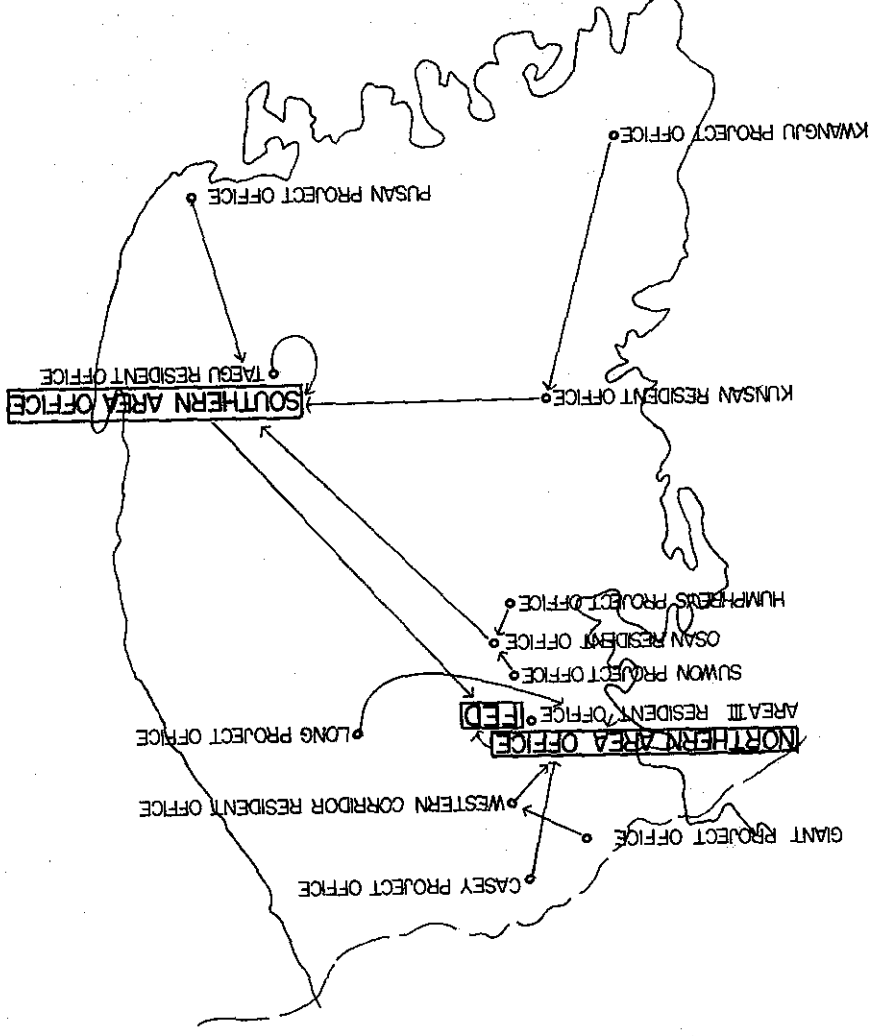 CASEY PROJECT OFFICE
GIANT PROJECT OFFICE
WESTERN CORRIDOR RESIDENT OFFICE
NORTHERN AREA OFFICE
LONG PROJECT OFFICE
AREA III RESIDENT OFFICE
FED
SUWON PROJECT OFFICE
OSAN RESIDENT OFFICE
HUMPHREYS PROJECT OFFICE
KUNSAN RESIDENT OFFICE
SOUTHERN AREA OFFICE
TAEGU RESIDENT OFFICE
PUSAN PROJECT OFFICE
KWANGJU PROJECT OFFICE